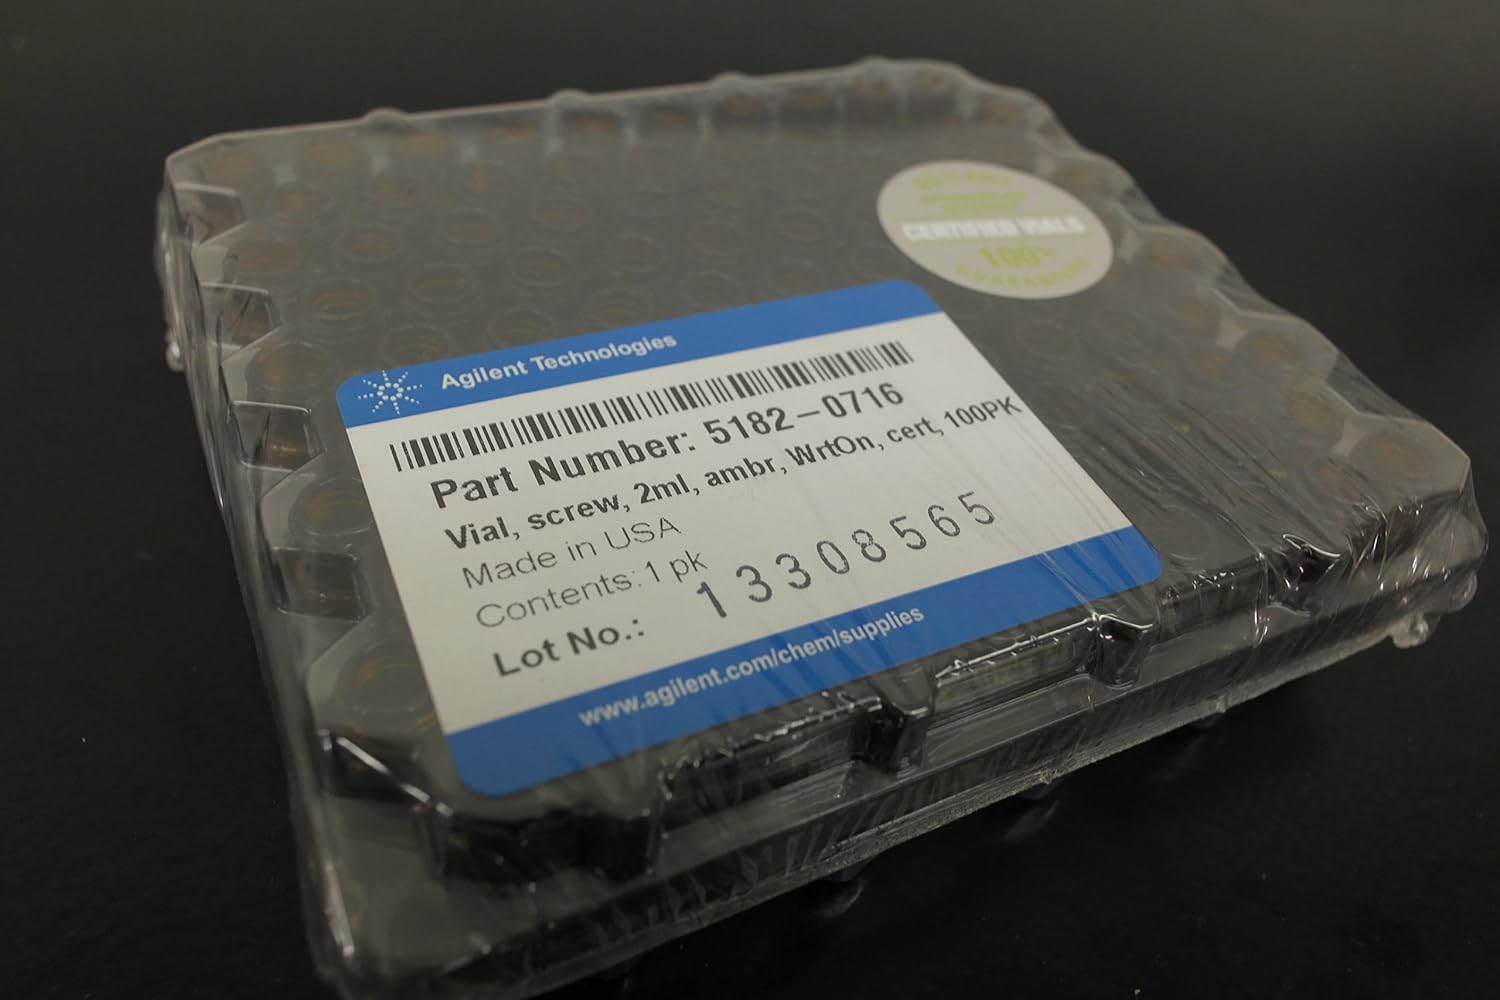 CERTIFIED VIALS
100%
GUARANTEED
Agilent Technologies
Part Number: 5182-0716
Vial, screw, 2ml, ambr, WrtOn, cert, 100PK
Made in USA
Contents: 1 pk
Lot No.: 13308565
www.agilent.com/chem/supplies